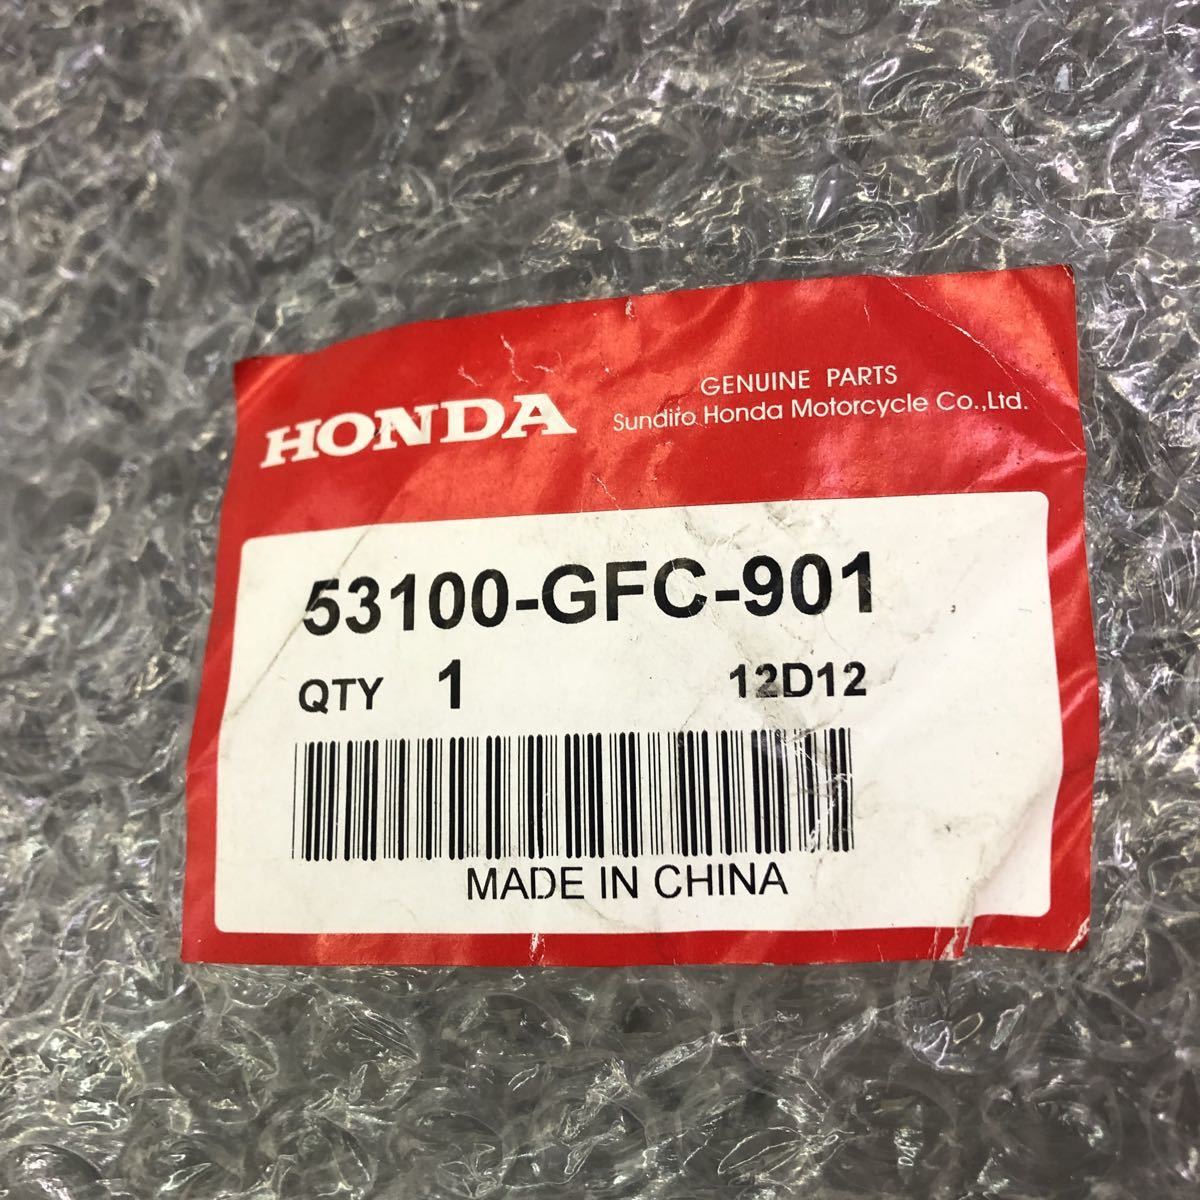 HONDA
GENUINE PARTS
Sundiro Honda Motorcycle Co.,Ltd.
53100-GFC-901
QTY 1 12D12
MADE IN CHINA